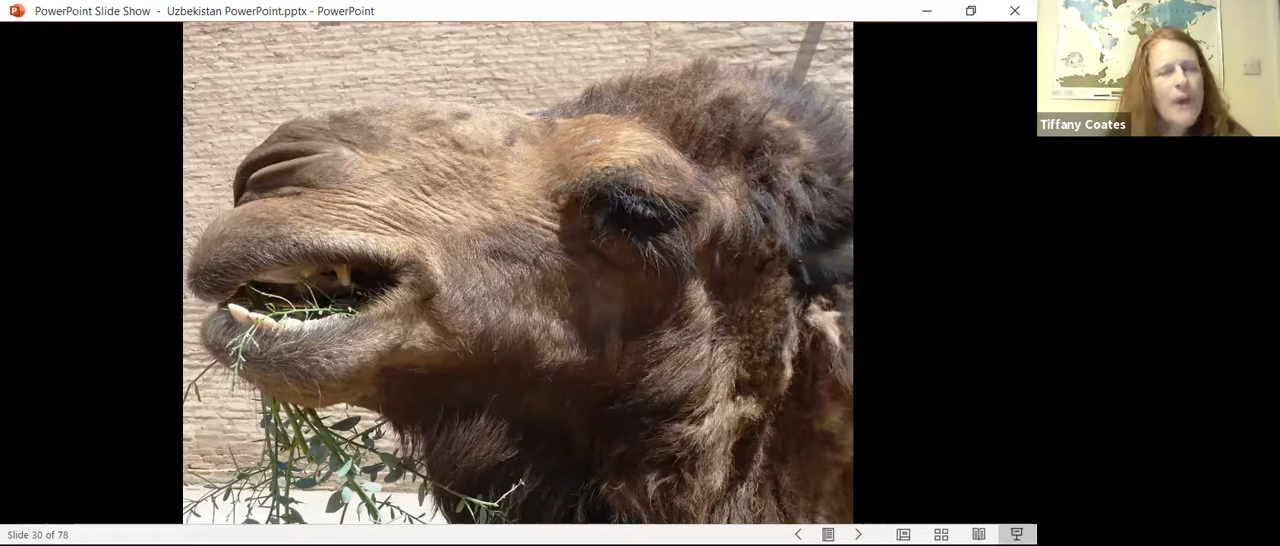 PowerPoint Slide Show - Uzbekistan PowerPoint.pptx - PowerPoint
Tiffany Coates
Slide 30 of 78